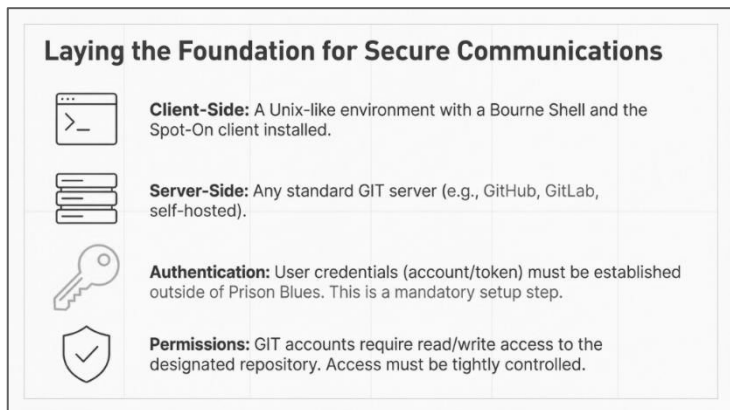 Laying the Foundation for Secure Communications
>_
Client-Side: A Unix-like environment with a Bourne Shell and the
Spot-On client installed.
Server-Side: Any standard GIT server (e.g., GitHub, GitLab,
self-hosted).
Authentication: User credentials (account/token) must be established
outside of Prison Blues. This is a mandatory setup step.
Permissions: GIT accounts require read/write access to the
designated repository. Access must be tightly controlled.